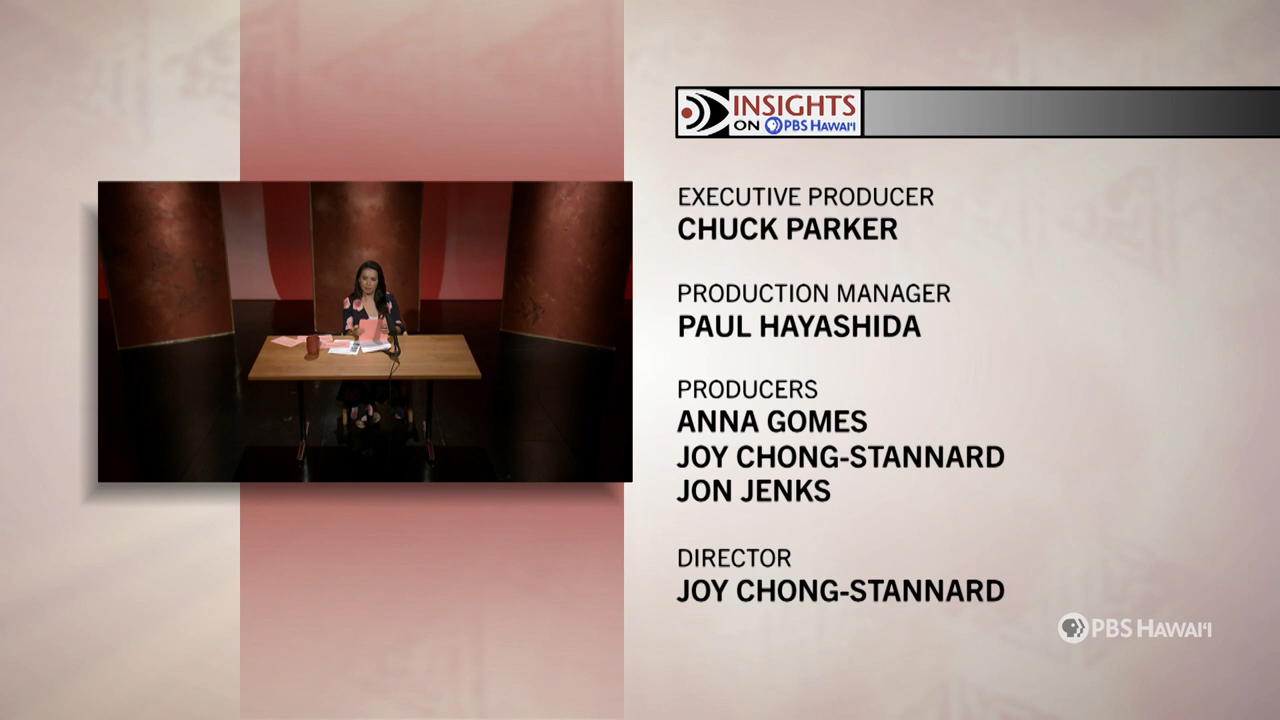 INSIGHTS
ON PBS HAWAIʻI
EXECUTIVE PRODUCER
CHUCK PARKER
PRODUCTION MANAGER
PAUL HAYASHIDA
PRODUCERS
ANNA GOMES
JOY CHONG-STANNARD
JON JENKS
DIRECTOR
JOY CHONG-STANNARD
PBS HAWAIʻI